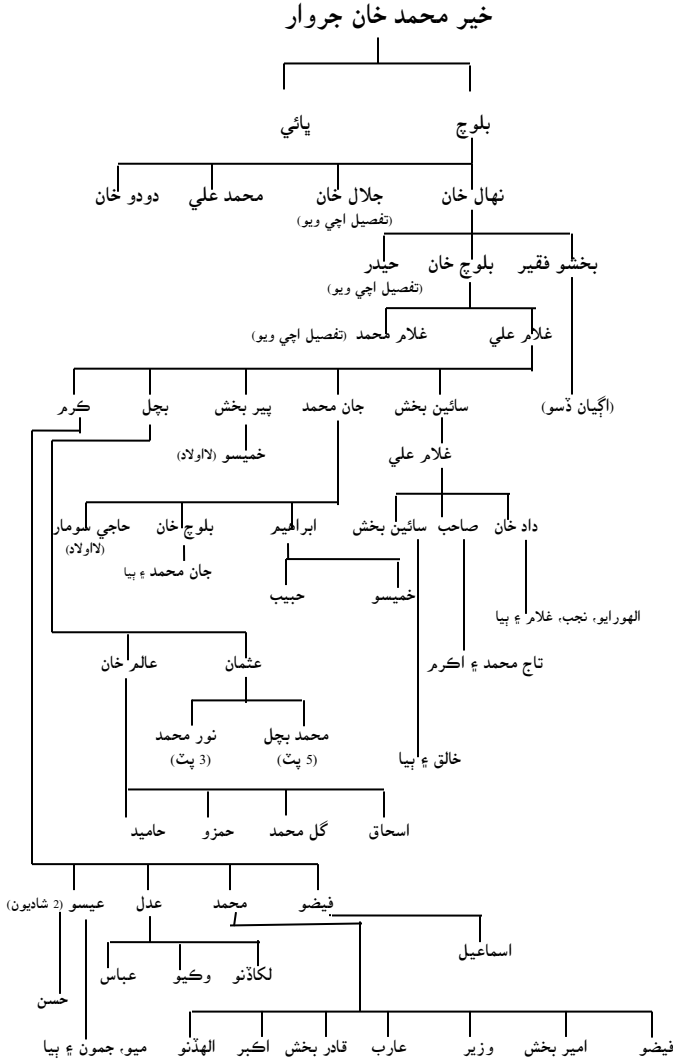 خير محمد خان جروار
بلوچ ڀائي
نهال خان جلال خان محمد علي دودو خان
(تفصيل اچي ويو)
بخشو فقير بلوچ خان حيدر
(تفصيل اچي ويو)
غلام علي غلام محمد (تفصيل اچي ويو)
(اڳيان ڏسو) سائين بخش جان محمد پير بخش بچل ڪرم
غلام علي خميسو (لااولاد)
داد خان صاحب سائين بخش ابراهيم بلوچ خان حاجي سومار
(لااولاد)
جان محمد ۽ ٻيا
خميسو حبيب
الهورايو، نجب، غلام ۽ ٻيا
تاج محمد ۽ اڪرم عثمان عالم خان
محمد بچل نور محمد
(5 پٽ) (3 پٽ)
خالق ۽ ٻيا
اسحاق گل محمد حمزو حاميد
فيضو محمد عدل عيسو (2 شاديون)
اسماعيل
لکاڏنو وڪيو عباس
حسن
فيضو امير بخش وزير عارب قادر بخش اڪبر الهڏنو ميو، جمون ۽ ٻيا